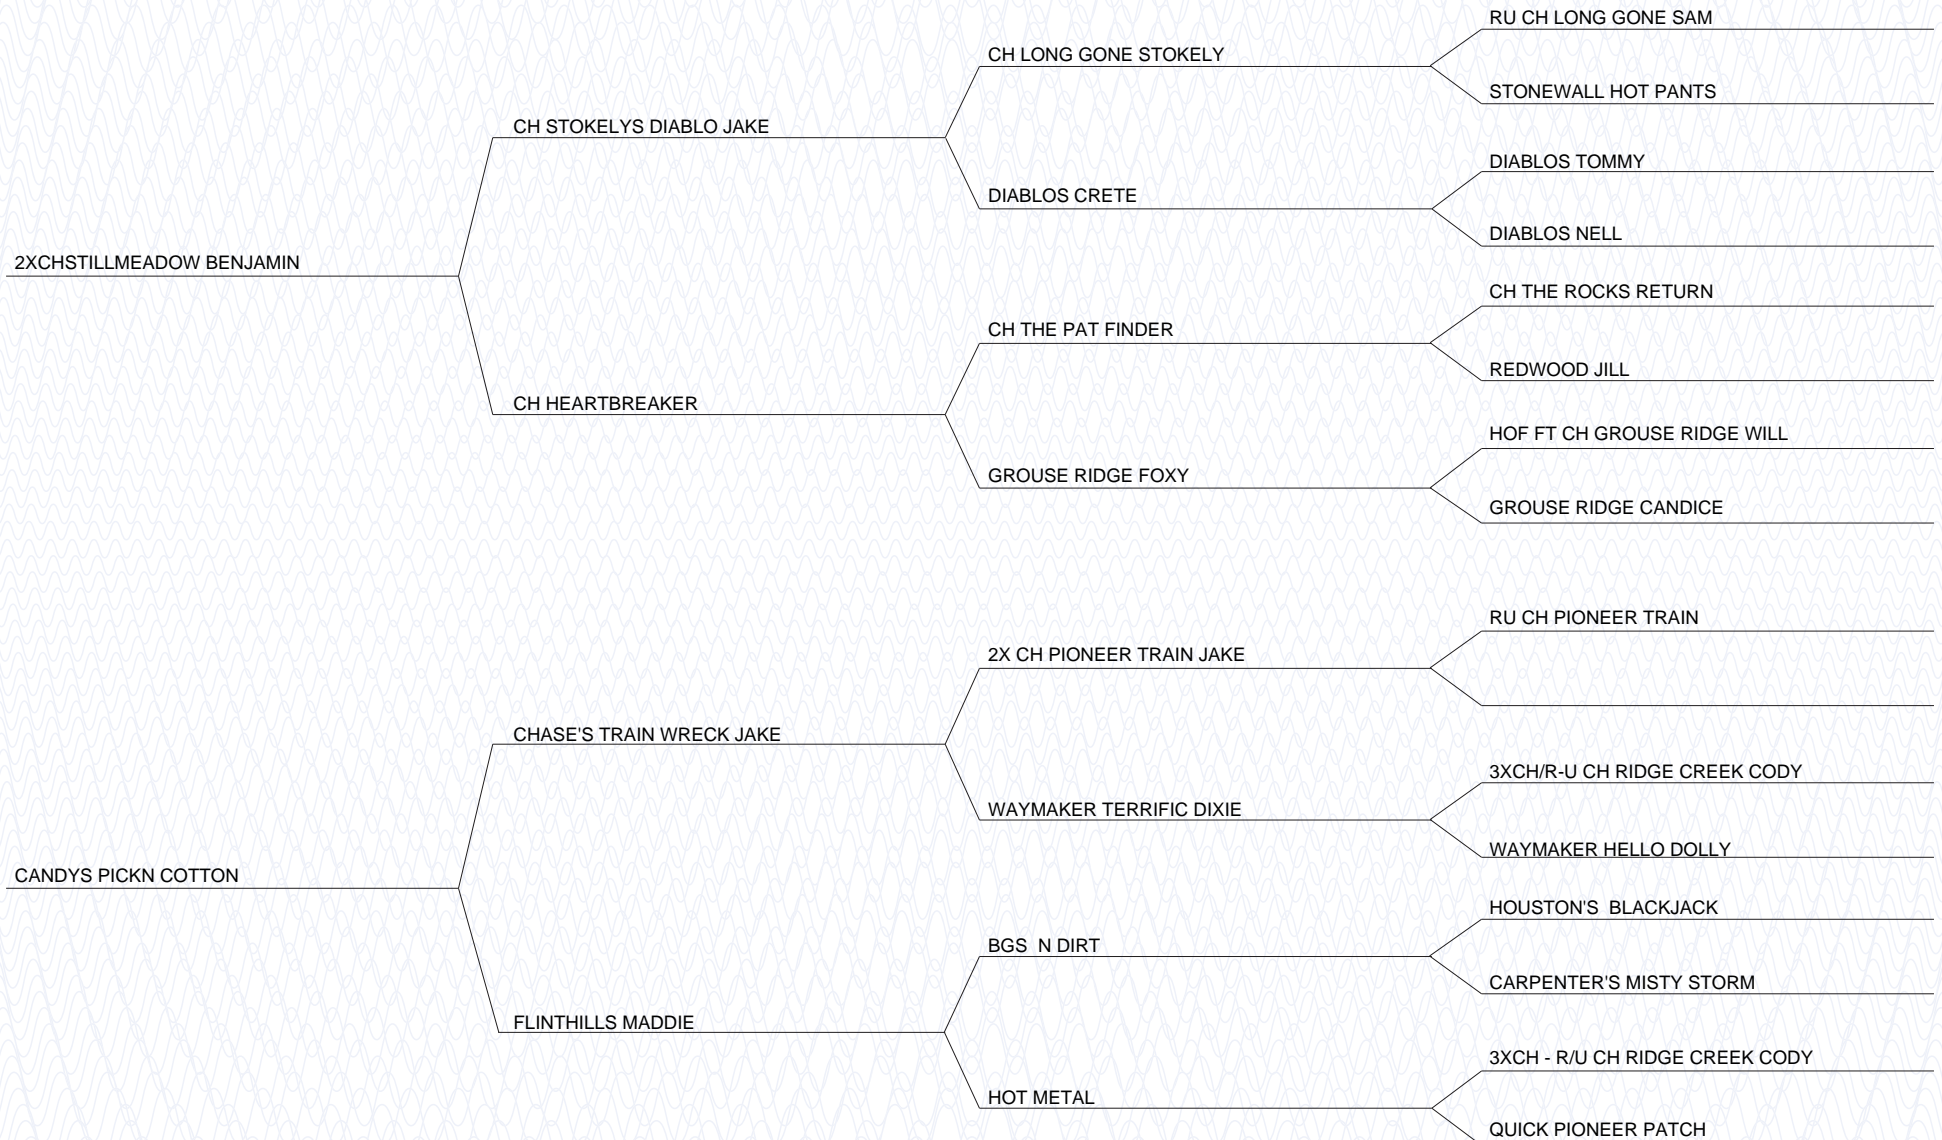 RU CH LONG GONE SAM
CH LONG GONE STOKELY
STONEWALL HOT PANTS
CH STOKELYS DIABLO JAKE
DIABLOS TOMMY
DIABLOS CRETE
DIABLOS NELL
2XCHSTILLMEADOW BENJAMIN
CH THE ROCKS RETURN
CH THE PAT FINDER
REDWOOD JILL
CH HEARTBREAKER
HOF FT CH GROUSE RIDGE WILL
GROUSE RIDGE FOXY
GROUSE RIDGE CANDICE
RU CH PIONEER TRAIN
2X CH PIONEER TRAIN JAKE
CHASE'S TRAIN WRECK JAKE
3XCH/R-U CH RIDGE CREEK CODY
WAYMAKER TERRIFIC DIXIE
WAYMAKER HELLO DOLLY
CANDYS PICKN COTTON
HOUSTON'S  BLACKJACK
BGS  N DIRT
CARPENTER'S MISTY STORM
FLINTHILLS MADDIE
3XCH - R/U CH RIDGE CREEK CODY
HOT METAL
QUICK PIONEER PATCH